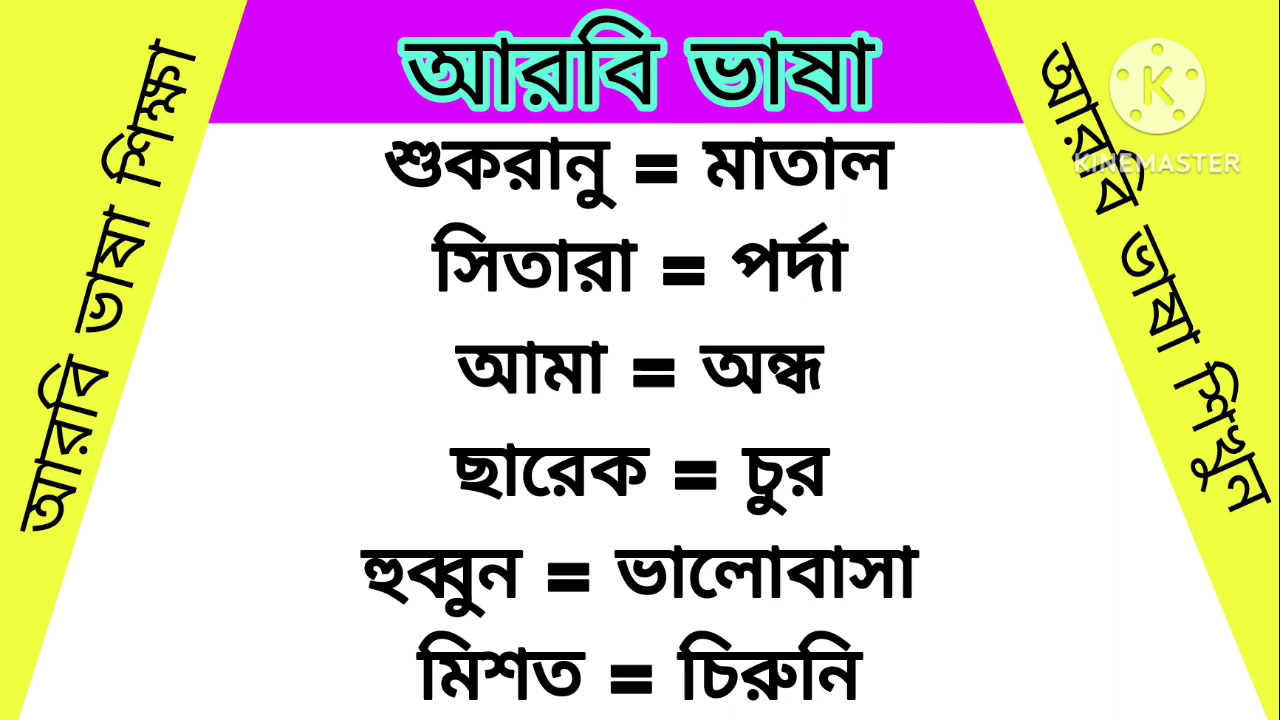 আরবি ভাষা
আরবি ভাষা শিক্ষা
আরবি ভাষা শিখুন
KINEMASTER
শুকরানু = মাতাল
সিতারা = পর্দা
আমা = অন্ধ
ছারেক = চুর
হুব্বুন = ভালোবাসা
মিশত = চিরুনি